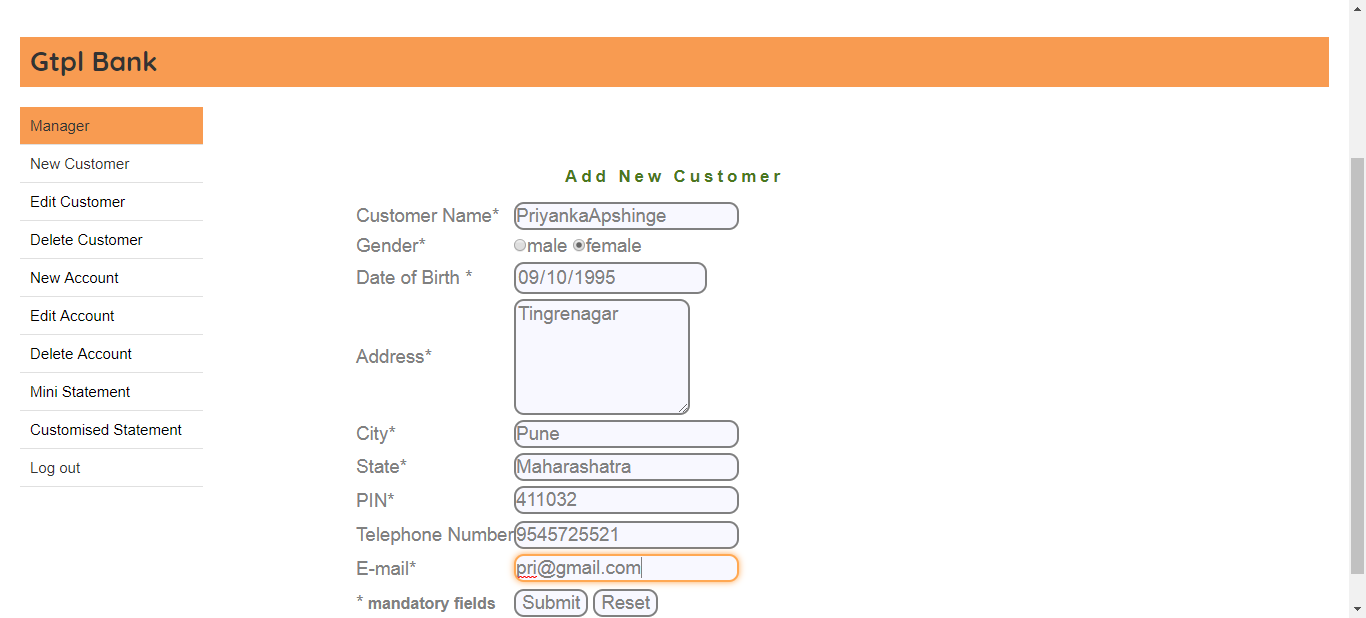 Gtpl Bank
Manager
New Customer
Edit Customer
Delete Customer
New Account
Edit Account
Delete Account
Mini Statement
Customised Statement
Log out
Add New Customer
Customer Name* PriyankaApshinge
Gender* male female
Date of Birth * 09/10/1995
Address* Tingrenagar
City* Pune
State* Maharashatra
PIN* 411032
Telephone Number 9545725521
E-mail* pri@gmail.com
* mandatory fields Submit Reset